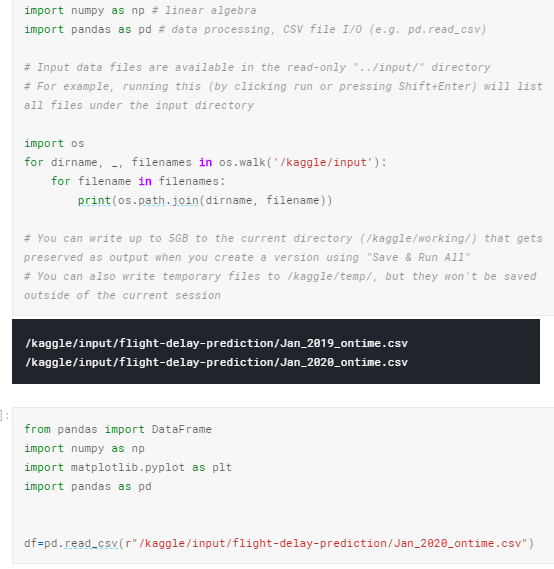 import numpy as np # linear algebra
import pandas as pd # data processing, CSV file I/O (e.g. pd.read_csv)
# Input data files are available in the read-only "../input/" directory
# For example, running this (by clicking run or pressing Shift+Enter) will list
all files under the input directory
import os
for dirname, _, filenames in os.walk('/kaggle/input'):
    for filename in filenames:
        print(os.path.join(dirname, filename))
# You can write up to 5GB to the current directory (/kaggle/working/) that gets
preserved as output when you create a version using "Save & Run All"
# You can also write temporary files to /kaggle/temp/, but they won't be saved
outside of the current session
/kaggle/input/flight-delay-prediction/Jan_2019_ontime.csv
/kaggle/input/flight-delay-prediction/Jan_2020_ontime.csv
]:
from pandas import DataFrame
import numpy as np
import matplotlib.pyplot as plt
import pandas as pd
df=pd.read_csv(r"/kaggle/input/flight-delay-prediction/Jan_2020_ontime.csv")